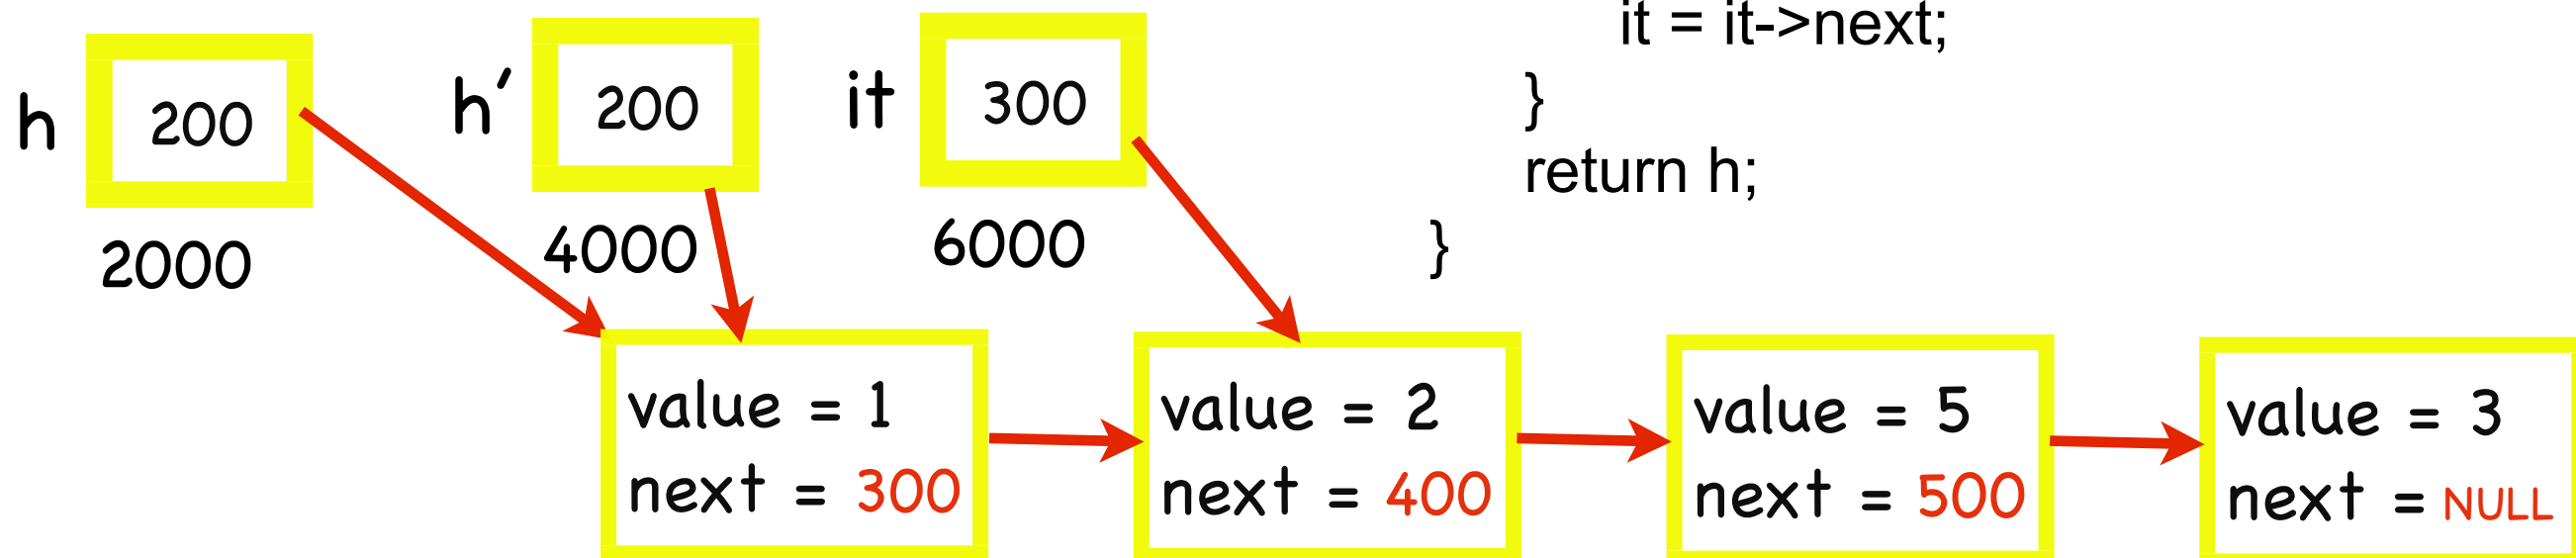 it = it->next;
}
return h;
}
h 200 h' 200 it 300
2000 4000 6000
value = 1 value = 2 value = 5 value = 3
next = 300 next = 400 next = 500 next = NULL